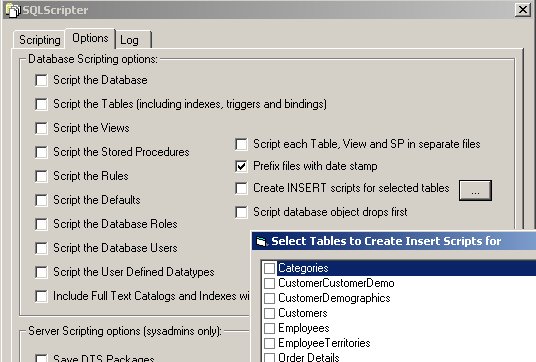 SQLScripter
Scripting Options Log
Database Scripting options:
Script the Database
Script the Tables (including indexes, triggers and bindings)
Script the Views
Script the Stored Procedures
Script the Rules
Script the Defaults
Script the Database Roles
Script the Database Users
Script the User Defined Datatypes
Include Full Text Catalogs and Indexes wi
Script each Table, View and SP in separate files
Prefix files with date stamp
Create INSERT scripts for selected tables ...
Script database object drops first
Select Tables to Create Insert Scripts for
Categories
CustomerCustomerDemo
CustomerDemographics
Customers
Employees
EmployeeTerritories
Order Details
Server Scripting options (sysadmins only):
Save DTS Packages